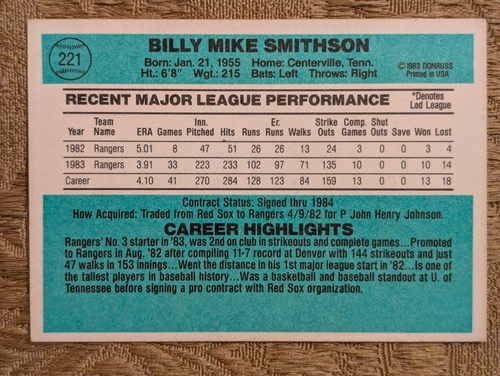 221
BILLY MIKE SMITHSON
Born: Jan. 21, 1955 Home: Centerville, Tenn.
Ht.: 6'8" Wgt.: 215 Bats: Left Throws: Right
©1983 DONRUSS
Printed in USA
RECENT MAJOR LEAGUE PERFORMANCE
*Denotes
Led League
Year Team Name ERA Games Inn. Pitched Hits Runs Er. Runs Walks Strike Outs Comp. Games Shut Outs Save Won Lost
1982 Rangers 5.01 8 47 51 26 26 13 24 3 0 0 3 4
1983 Rangers 3.91 33 223 233 102 97 71 135 10 0 0 10 14
Career 4.10 41 270 284 128 123 84 159 13 0 0 13 18
Contract Status: Signed thru 1984
How Acquired: Traded from Red Sox to Rangers 4/9/82 for P John Henry Johnson.
CAREER HIGHLIGHTS
Rangers' No. 3 starter in '83, was 2nd on club in strikeouts and complete games...Promoted
to Rangers in Aug. '82 after compiling 11-7 record at Denver with 144 strikeouts and just
47 walks in 153 innings...Went the distance in his 1st major league start in '82...Is one of
the tallest players in baseball history...Was a basketball and baseball standout at U. of
Tennessee before signing a pro contract with Red Sox organization.